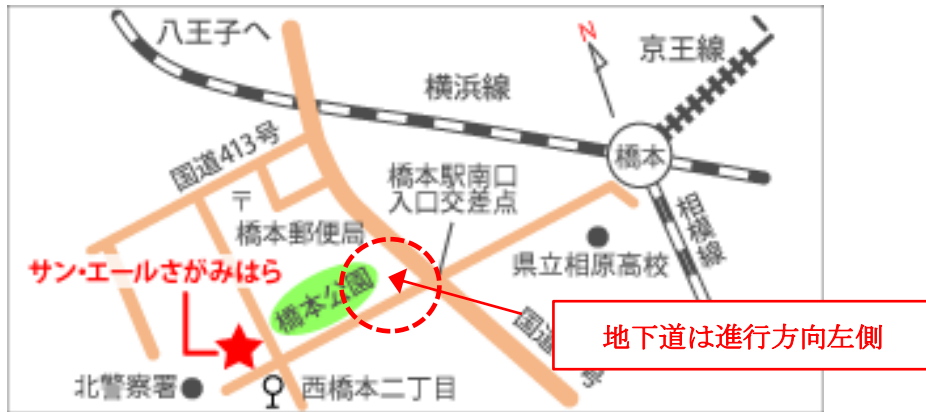 八王子へ
N
京王線
横浜線
国道413号
橋本
橋本駅南口
入口交差点
〒
橋本郵便局
相模線
県立相原高校
サン・エールさがみはら
橋本公園
国道
号
地下道は進行方向左側
北警察署
西橋本二丁目